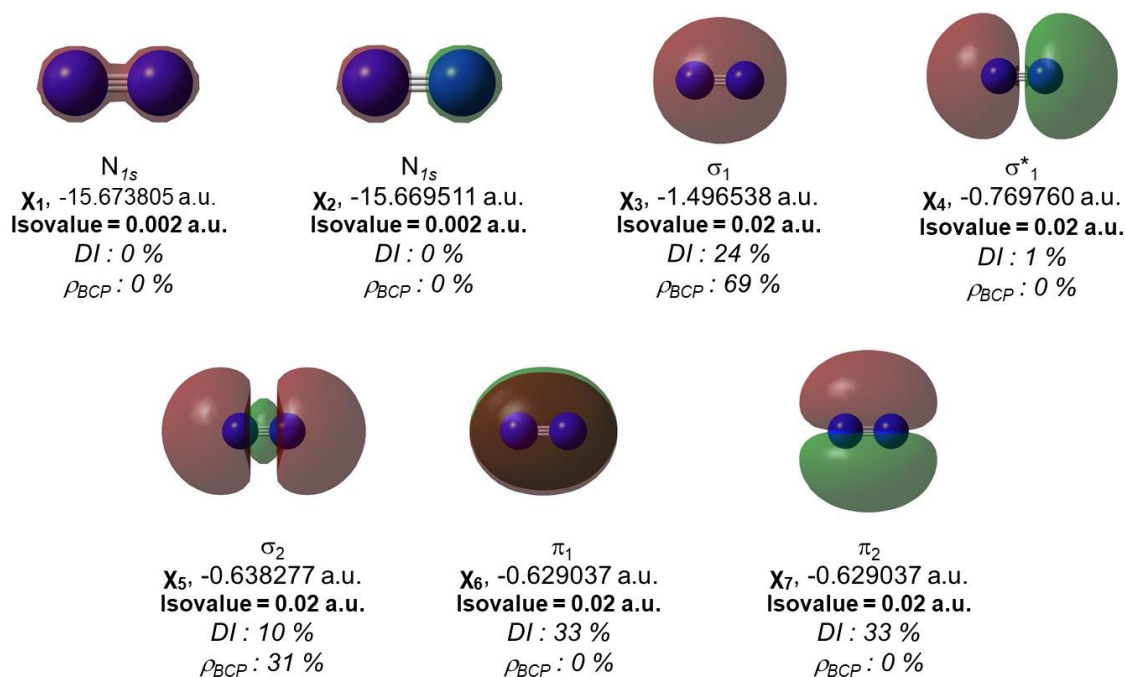 N1s
χ1, -15.673805 a.u.
Isovalue = 0.002 a.u.
DI : 0 %
ρBCP : 0 %
N1s
χ2, -15.669511 a.u.
Isovalue = 0.002 a.u.
DI : 0 %
ρBCP : 0 %
σ1
χ3, -1.496538 a.u.
Isovalue = 0.02 a.u.
DI : 24 %
ρBCP : 69 %
σ*1
χ4, -0.769760 a.u.
Isovalue = 0.02 a.u.
DI : 1 %
ρBCP : 0 %
σ2
χ5, -0.638277 a.u.
Isovalue = 0.02 a.u.
DI : 10 %
ρBCP : 31 %
π1
χ6, -0.629037 a.u.
Isovalue = 0.02 a.u.
DI : 33 %
ρBCP : 0 %
π2
χ7, -0.629037 a.u.
Isovalue = 0.02 a.u.
DI : 33 %
ρBCP : 0 %